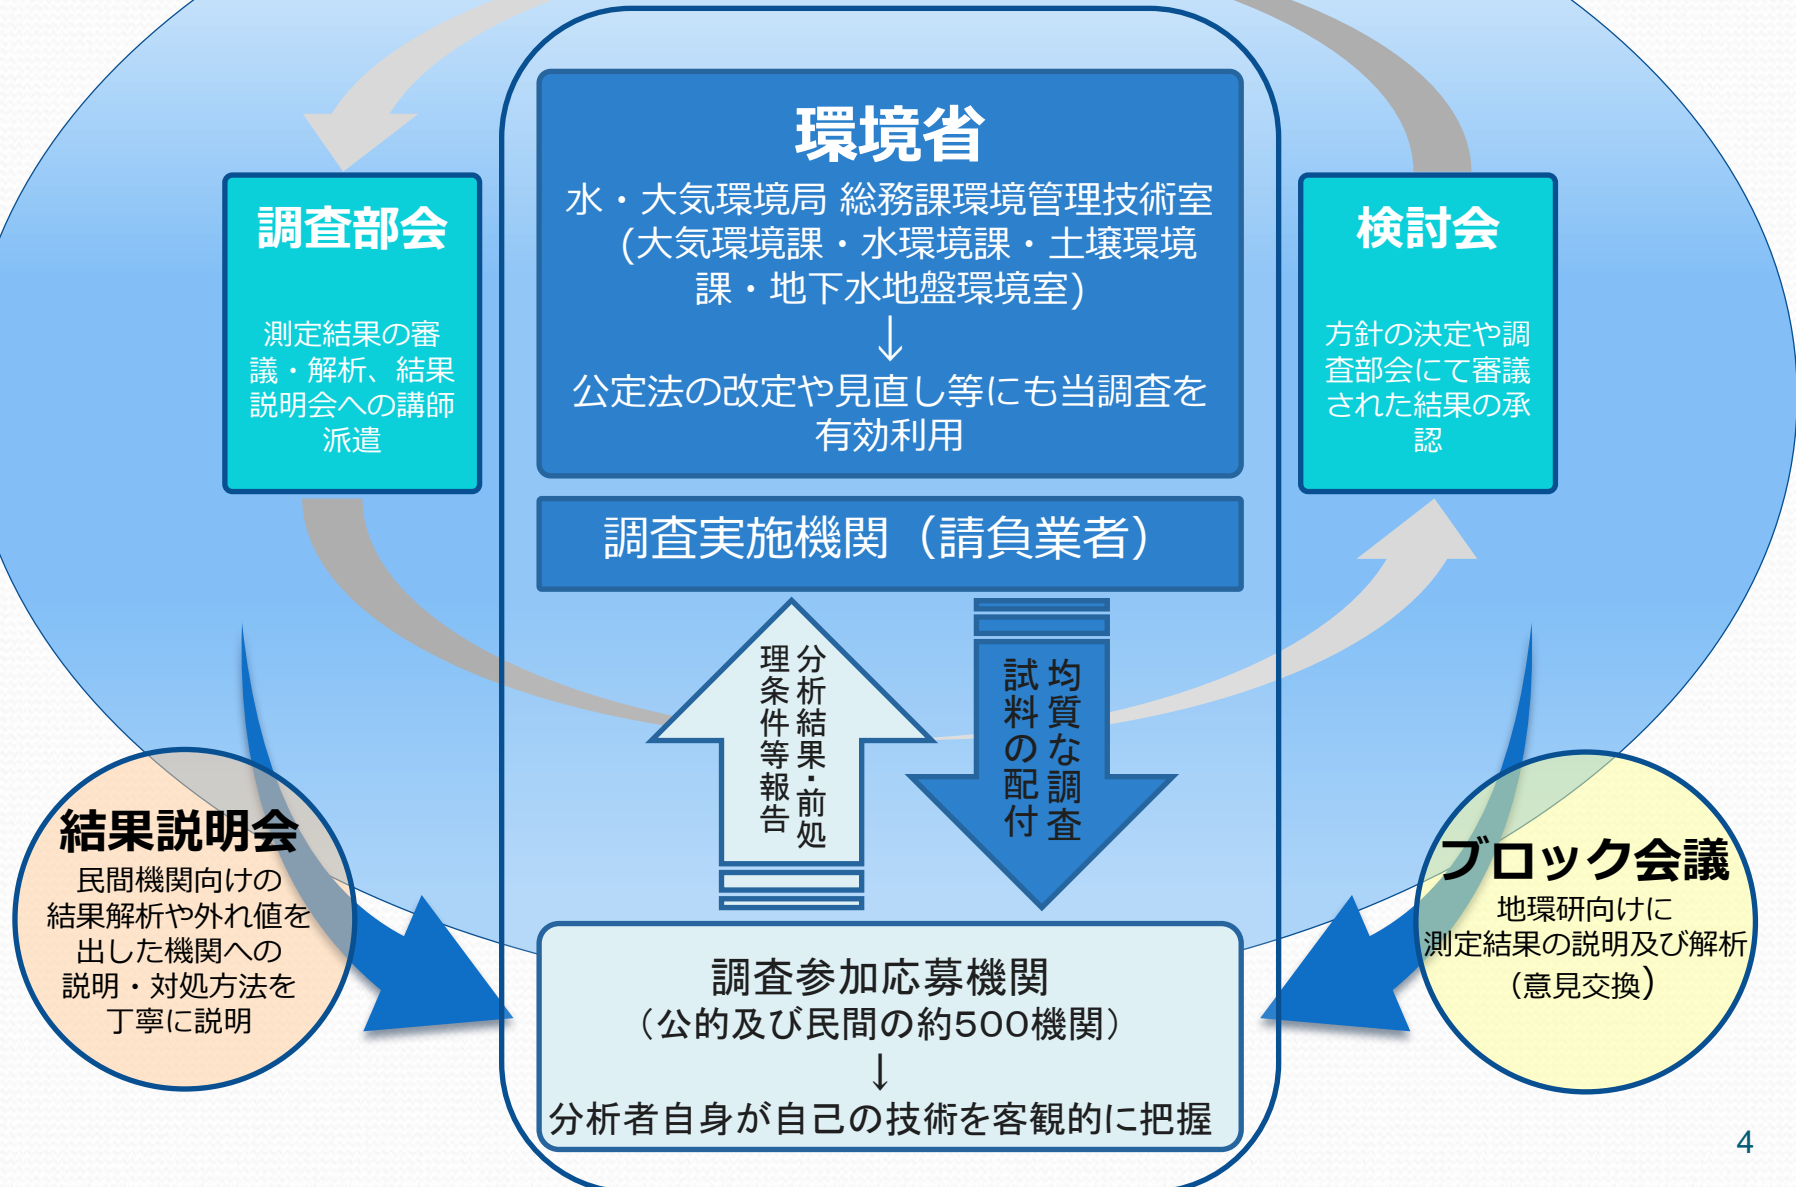 環境省
水・大気環境局 総務課環境管理技術室
(大気環境課・水環境課・土壌環境
課・地下水地盤環境室)
↓
公定法の改定や見直し等にも当調査を
有効利用
調査部会
測定結果の審
議・解析、結果
説明会への講師
派遣
検討会
方針の決定や調
査部会にて審議
された結果の承
認
調査実施機関（請負業者）
分析結果・前処
理条件等報告
均質な調査
試料の配付
結果説明会
民間機関向けの
結果解析や外れ値を
出した機関への
説明・対処方法を
丁寧に説明
ブロック会議
地環研向けに
測定結果の説明及び解析
（意見交換）
調査参加応募機関
（公的及び民間の約500機関）
↓
分析者自身が自己の技術を客観的に把握
4